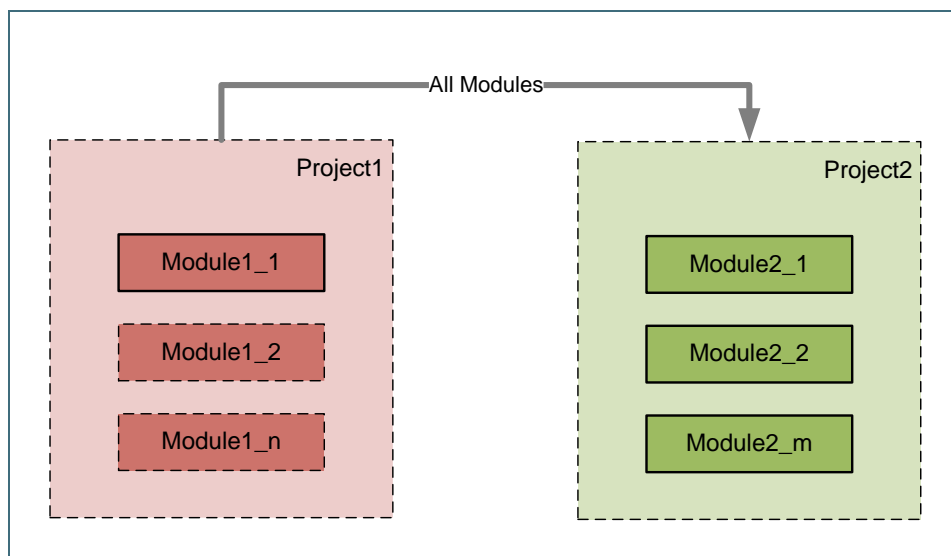 All Modules
Project1
Project2
Module1_1
Module2_1
Module1_2
Module2_2
Module1_n
Module2_m